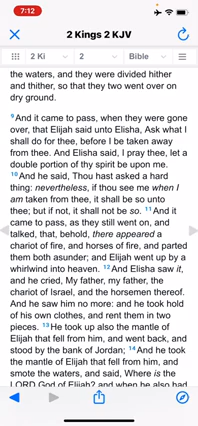 7:12
2 Kings 2 KJV
2 Ki
2
Bible
the waters, and they were divided hither
and thither, so that they two went over on
dry ground.
9 And it came to pass, when they were gone
over, that Elijah said unto Elisha, Ask what I
shall do for thee, before I be taken away
from thee. And Elisha said, I pray thee, let a
double portion of thy spirit be upon me.
10 And he said, Thou hast asked a hard
thing: nevertheless, if thou see me when I
am taken from thee, it shall be so unto
thee; but if not, it shall not be so. 11 And it
came to pass, as they still went on, and
talked, that, behold, there appeared a
chariot of fire, and horses of fire, and parted
them both asunder; and Elijah went up by a
whirlwind into heaven. 12 And Elisha saw it,
and he cried, My father, my father, the
chariot of Israel, and the horsemen thereof.
And he saw him no more: and he took hold
of his own clothes, and rent them in two
pieces. 13 He took up also the mantle of
Elijah that fell from him, and went back, and
stood by the bank of Jordan; 14 And he took
the mantle of Elijah that fell from him, and
smote the waters, and said, Where is the
LORD God of Elijah? and when he also had